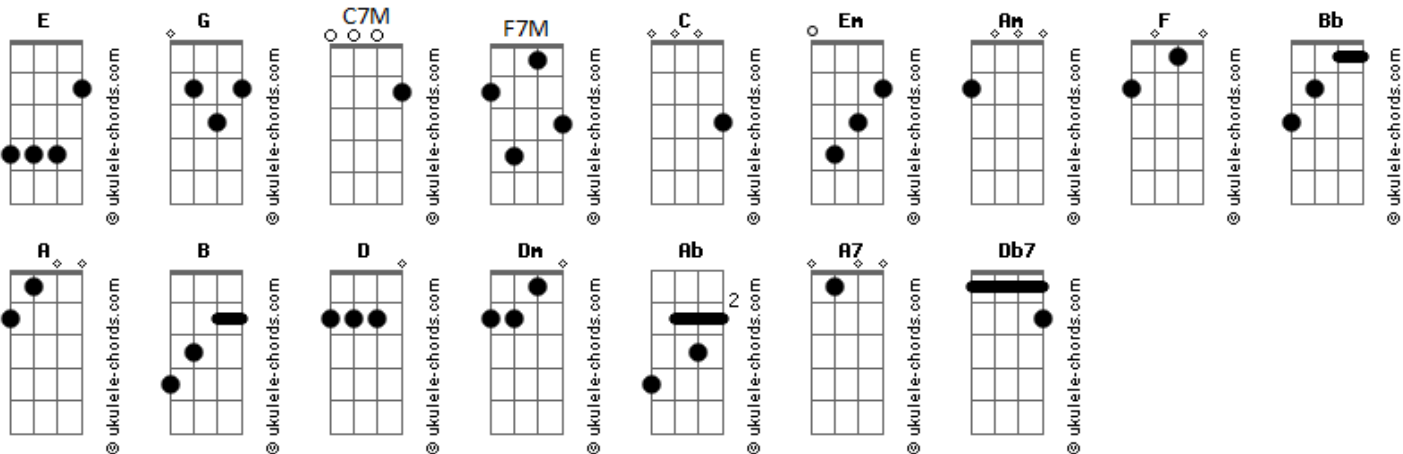 E G C7M F7M C Em Am F Bb
© ukulele-chords.com © ukulele-chords.com © ukulele-chords.com © ukulele-chords.com © ukulele-chords.com © ukulele-chords.com © ukulele-chords.com © ukulele-chords.com © ukulele-chords.com
A B D Dm Ab A7 Db7
2
© ukulele-chords.com © ukulele-chords.com © ukulele-chords.com © ukulele-chords.com © ukulele-chords.com © ukulele-chords.com © ukulele-chords.com